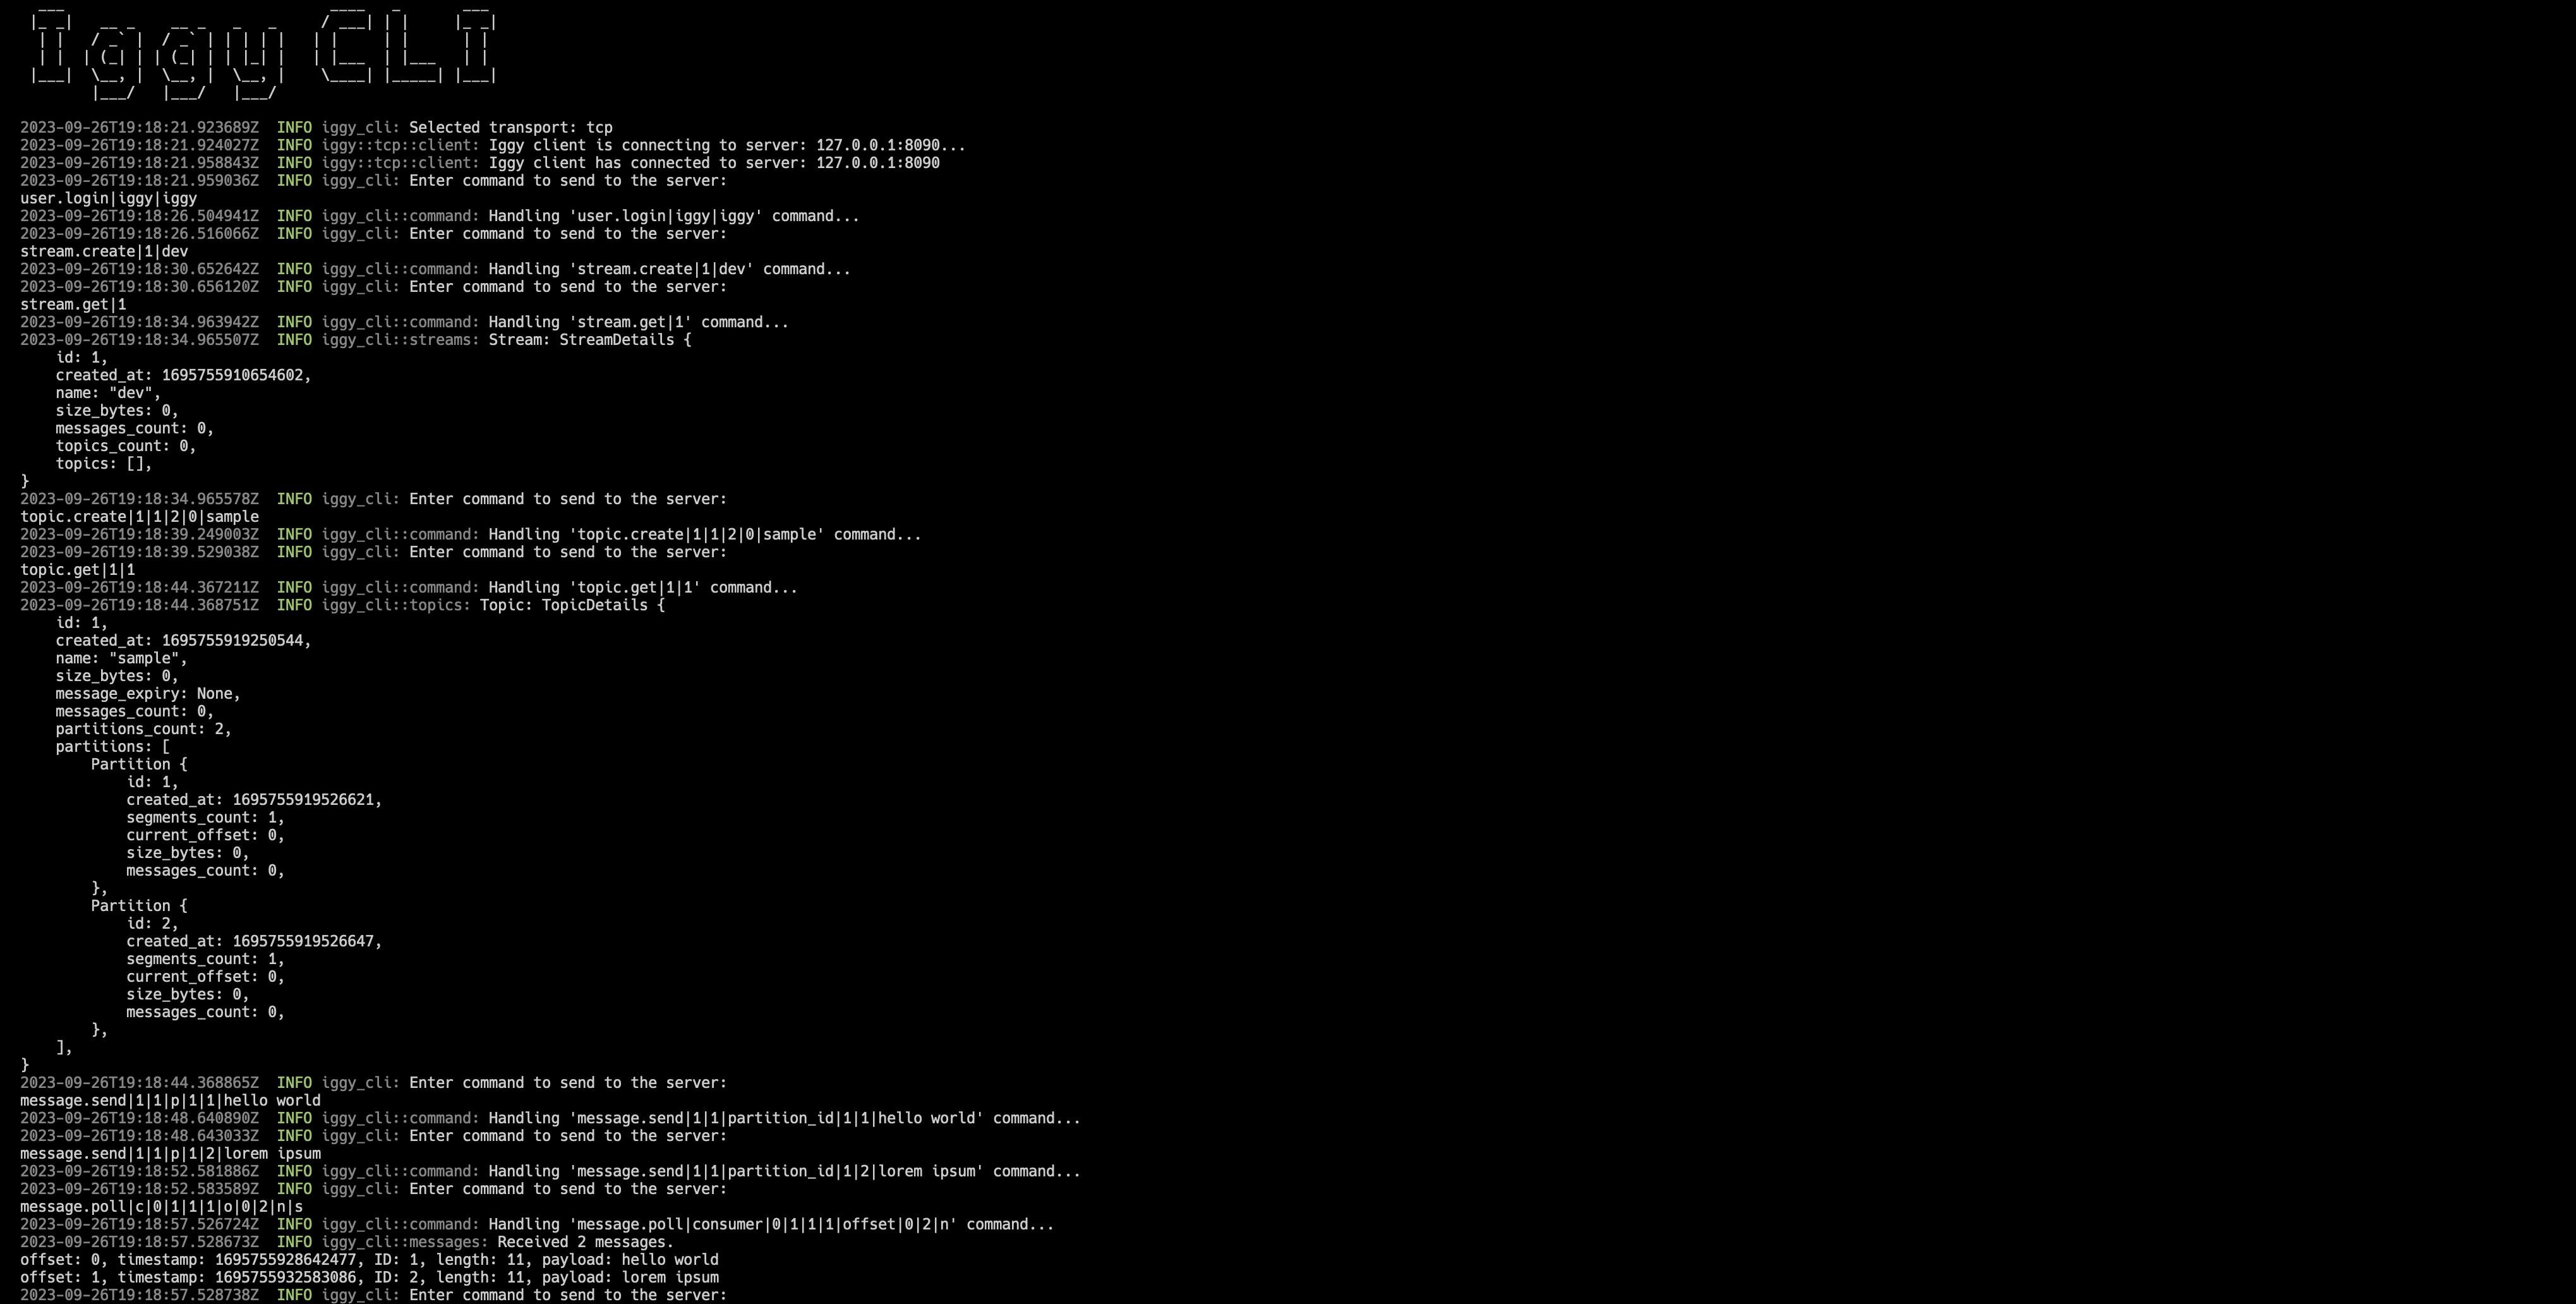 Iggy CLI
2023-09-26T19:18:21.923689Z  INFO iggy_cli: Selected transport: tcp
2023-09-26T19:18:21.924027Z  INFO iggy::tcp::client: Iggy client is connecting to server: 127.0.0.1:8090...
2023-09-26T19:18:21.958843Z  INFO iggy::tcp::client: Iggy client has connected to server: 127.0.0.1:8090
2023-09-26T19:18:21.959036Z  INFO iggy_cli: Enter command to send to the server:
user.login|iggy|iggy
2023-09-26T19:18:26.504941Z  INFO iggy_cli::command: Handling 'user.login|iggy|iggy' command...
2023-09-26T19:18:26.516066Z  INFO iggy_cli: Enter command to send to the server:
stream.create|1|dev
2023-09-26T19:18:30.652642Z  INFO iggy_cli::command: Handling 'stream.create|1|dev' command...
2023-09-26T19:18:30.656120Z  INFO iggy_cli: Enter command to send to the server:
stream.get|1
2023-09-26T19:18:34.963942Z  INFO iggy_cli::command: Handling 'stream.get|1' command...
2023-09-26T19:18:34.965507Z  INFO iggy_cli::streams: Stream: StreamDetails {
    id: 1,
    created_at: 1695755910654602,
    name: "dev",
    size_bytes: 0,
    messages_count: 0,
    topics_count: 0,
    topics: [],
}
2023-09-26T19:18:34.965578Z  INFO iggy_cli: Enter command to send to the server:
topic.create|1|1|2|0|sample
2023-09-26T19:18:39.249003Z  INFO iggy_cli::command: Handling 'topic.create|1|1|2|0|sample' command...
2023-09-26T19:18:39.529038Z  INFO iggy_cli: Enter command to send to the server:
topic.get|1|1
2023-09-26T19:18:44.367211Z  INFO iggy_cli::command: Handling 'topic.get|1|1' command...
2023-09-26T19:18:44.368751Z  INFO iggy_cli::topics: Topic: TopicDetails {
    id: 1,
    created_at: 1695755919250544,
    name: "sample",
    size_bytes: 0,
    message_expiry: None,
    messages_count: 0,
    partitions_count: 2,
    partitions: [
        Partition {
            id: 1,
            created_at: 1695755919526621,
            segments_count: 1,
            current_offset: 0,
            size_bytes: 0,
            messages_count: 0,
        },
        Partition {
            id: 2,
            created_at: 1695755919526647,
            segments_count: 1,
            current_offset: 0,
            size_bytes: 0,
            messages_count: 0,
        },
    ],
}
2023-09-26T19:18:44.368865Z  INFO iggy_cli: Enter command to send to the server:
message.send|1|1|p|1|1|hello world
2023-09-26T19:18:48.640890Z  INFO iggy_cli::command: Handling 'message.send|1|1|partition_id|1|1|hello world' command...
2023-09-26T19:18:48.643033Z  INFO iggy_cli: Enter command to send to the server:
message.send|1|1|p|1|2|lorem ipsum
2023-09-26T19:18:52.581886Z  INFO iggy_cli::command: Handling 'message.send|1|1|partition_id|1|2|lorem ipsum' command...
2023-09-26T19:18:52.583589Z  INFO iggy_cli: Enter command to send to the server:
message.poll|c|0|1|1|1|o|0|2|n|s
2023-09-26T19:18:57.526724Z  INFO iggy_cli::command: Handling 'message.poll|consumer|0|1|1|1|offset|0|2|n' command...
2023-09-26T19:18:57.528673Z  INFO iggy_cli::messages: Received 2 messages.
offset: 0, timestamp: 1695755928642477, ID: 1, length: 11, payload: hello world
offset: 1, timestamp: 1695755932583086, ID: 2, length: 11, payload: lorem ipsum
2023-09-26T19:18:57.528738Z  INFO iggy_cli: Enter command to send to the server: